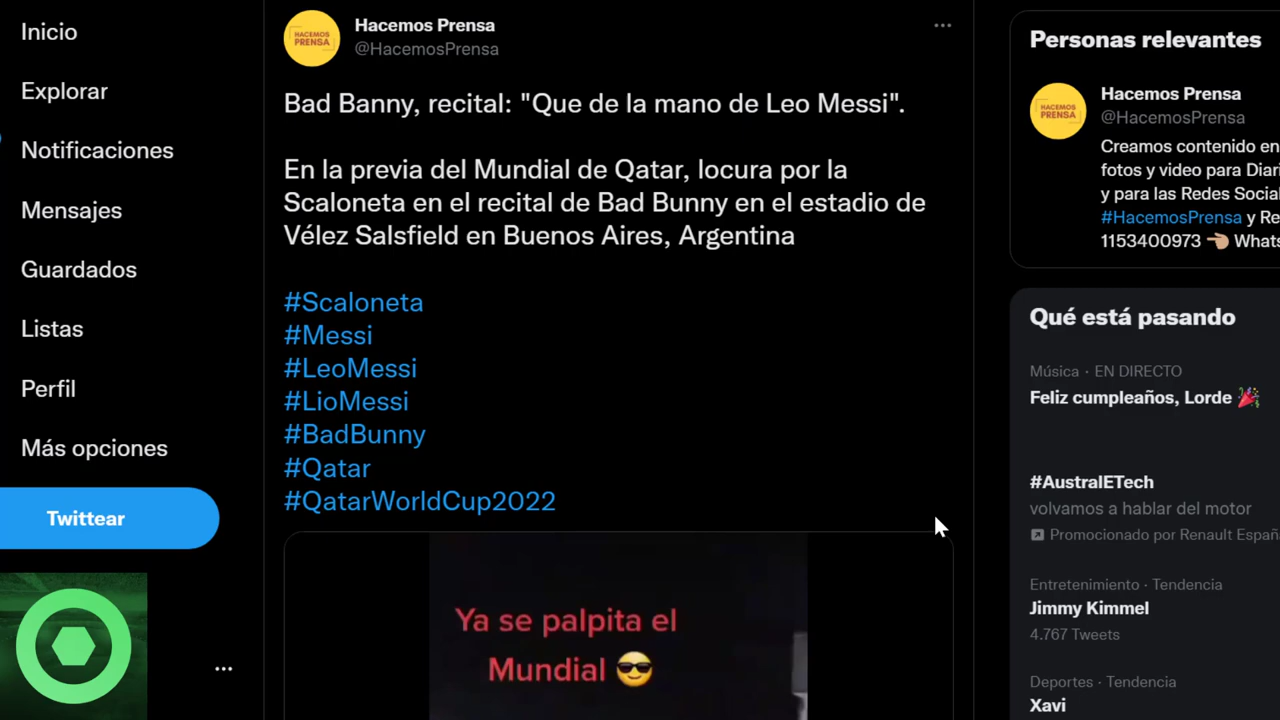 Inicio
Explorar
Notificaciones
Mensajes
Guardados
Listas
Perfil
Más opciones
Twittear
HACEMOS
PRENSA
Hacemos Prensa
@HacemosPrensa
Bad Banny, recital: "Que de la mano de Leo Messi".
En la previa del Mundial de Qatar, locura por la
Scaloneta en el recital de Bad Bunny en el estadio de
Vélez Salsfield en Buenos Aires, Argentina
#Scaloneta
#Messi
#LeoMessi
#LioMessi
#BadBunny
#Qatar
#QatarWorldCup2022
Ya se palpita el
Mundial 😎
Personas relevantes
HACEMOS
PRENSA
Hacemos Prensa
@HacemosPrensa
Creamos contenido en
fotos y video para Diari
y para las Redes Social
#HacemosPrensa y Re
1153400973 👈🏼 Whats
Qué está pasando
Música · EN DIRECTO
Feliz cumpleaños, Lorde 🎉
#AustralETech
volvamos a hablar del motor
Promocionado por Renault Españ
Entretenimiento · Tendencia
Jimmy Kimmel
4.767 Tweets
Deportes · Tendencia
Xavi